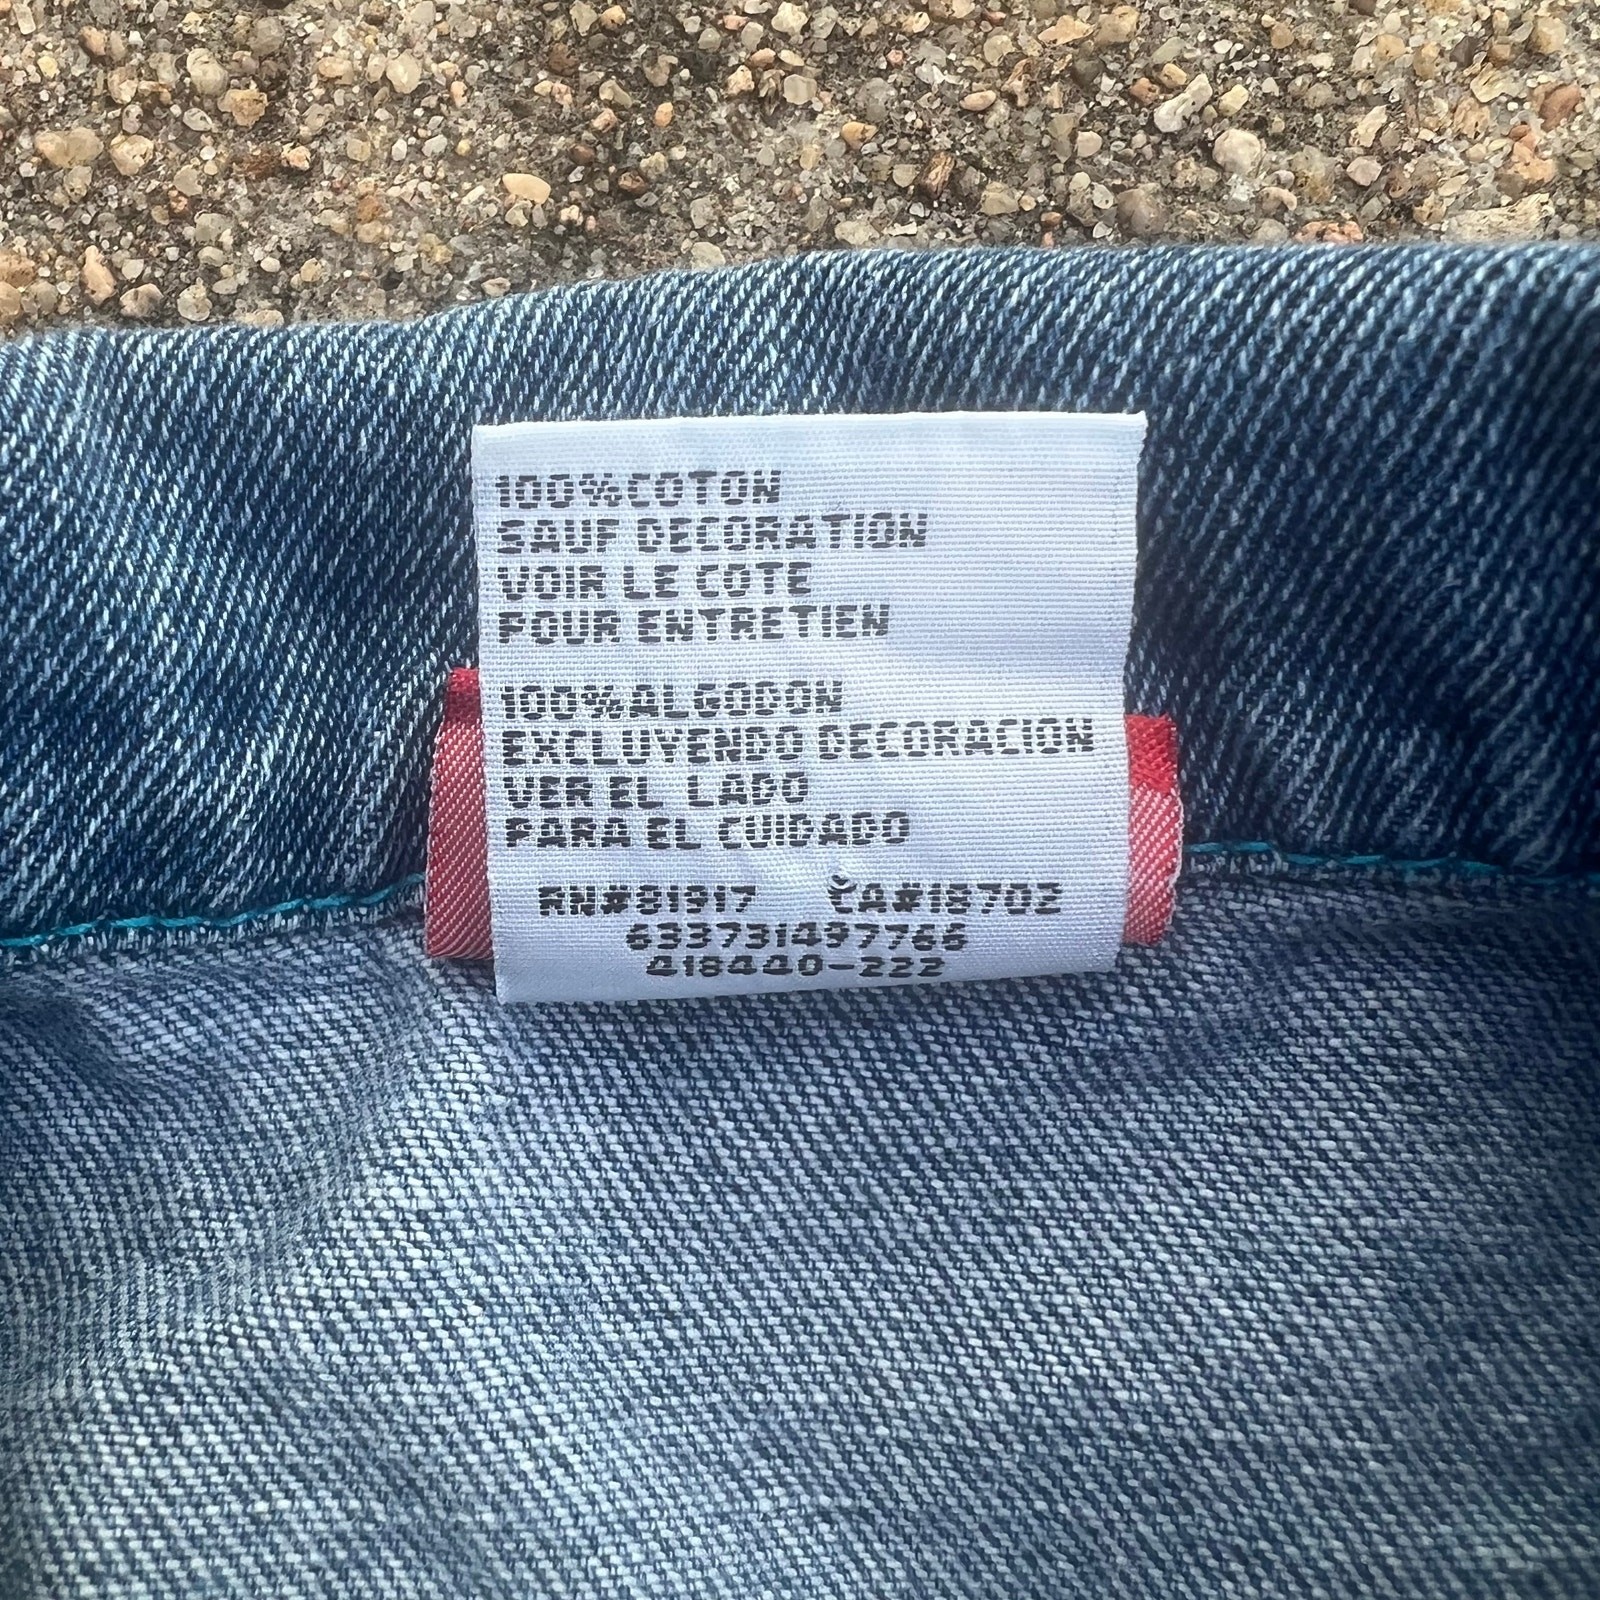 100%COTON
SAUF DECORATION
VOIR LE COTE
POUR ENTRETIEN
100%ALGODON
EXCLUYENDO DECORACION
VER EL LADO
PARA EL CUIDADO
RN#81917 CA#18702
633731497766
418440-222